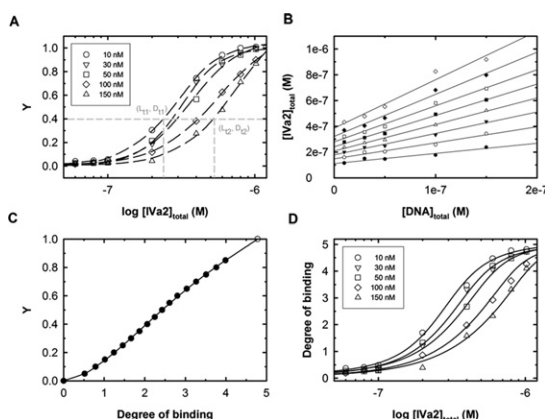 A
1.0
0.8
0.6
0.4
0.2
0.0
Y
10 nM
30 nM
50 nM
100 nM
150 nM
10-7
10-6
log [IVa2]total (M)
B
1e-6
8e-7
6e-7
4e-7
2e-7
[IVa2]total (M)
0
1e-7
2e-7
[DNA]total (M)
C
1.0
0.8
0.6
0.4
0.2
0.0
Y
0
1
2
3
4
5
Degree of binding
D
5
4
3
2
1
0
Degree of binding
10 nM
30 nM
50 nM
100 nM
150 nM
10-7
10-6
log [IVa2]total (M)